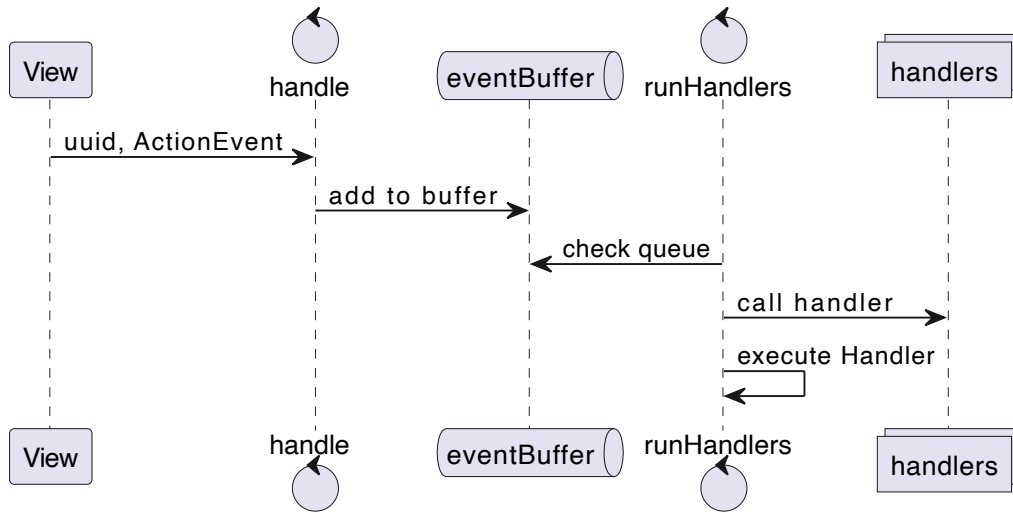 View
handle
eventBuffer
runHandlers
handlers
uuid, ActionEvent
add to buffer
check queue
call handler
execute Handler
View
handle
eventBuffer
runHandlers
handlers